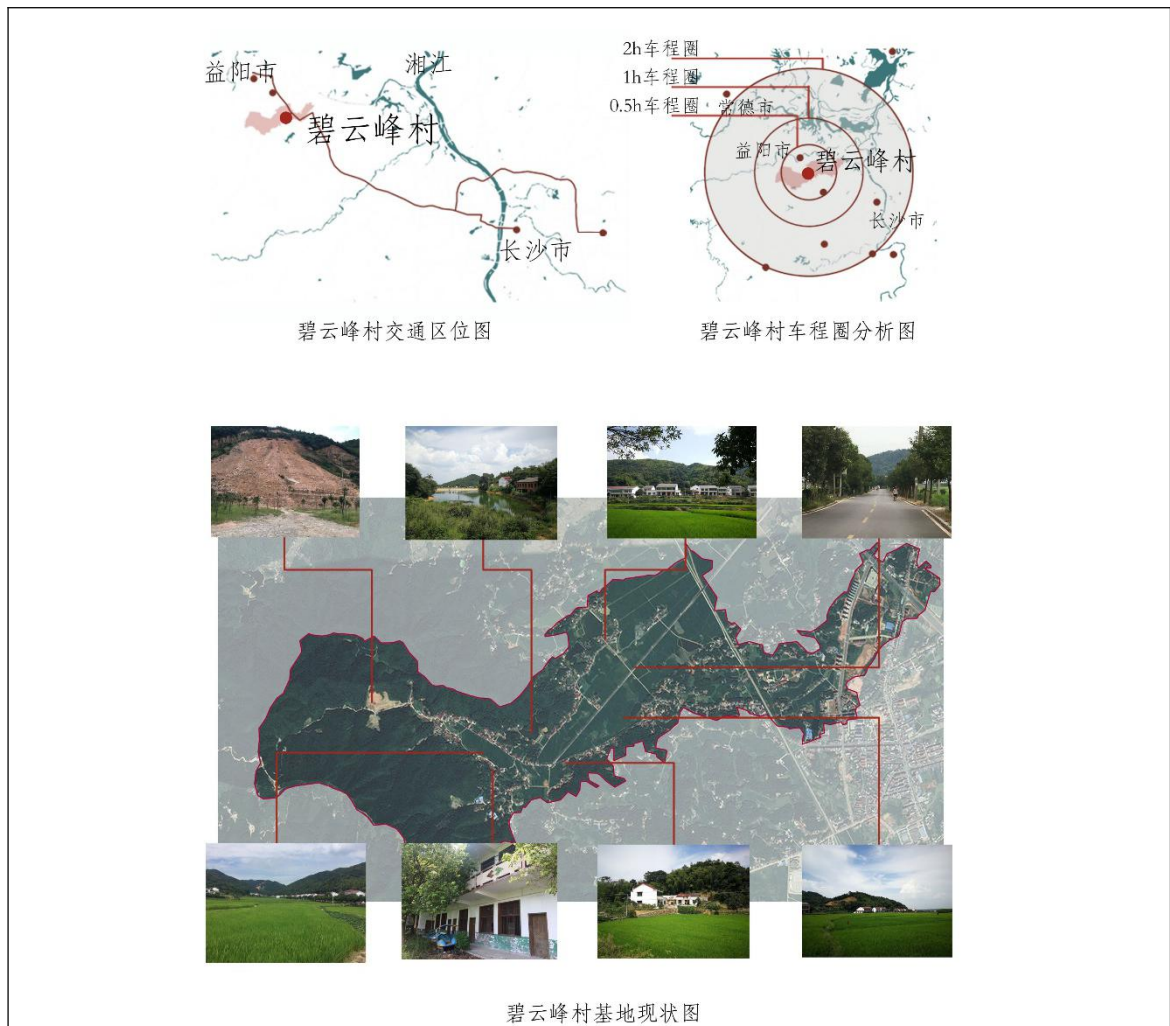 湘江
益阳市
碧云峰村
长沙市
碧云峰村交通区位图
2h车程圈
1h车程圈
0.5h车程圈
常德市
益阳市
碧云峰村
长沙市
碧云峰村车程圈分析图
碧云峰村基地现状图